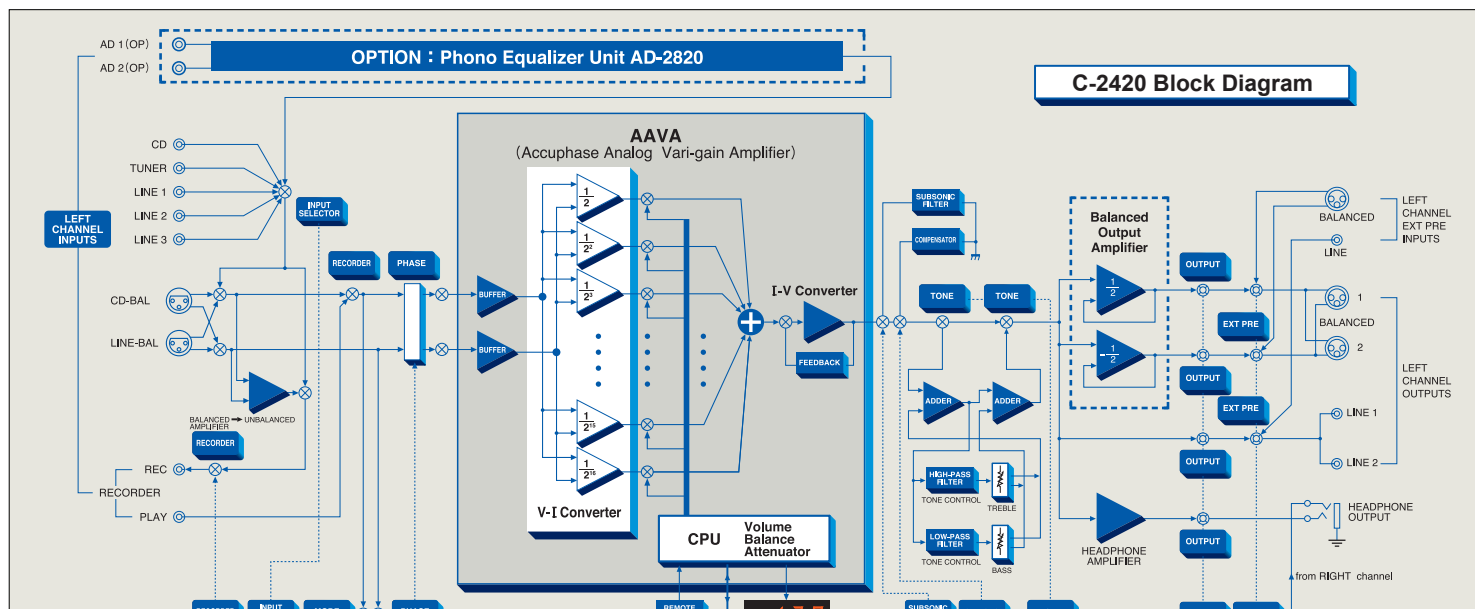 AD 1(OP)
AD 2(OP)
OPTION : Phono Equalizer Unit AD-2820
C-2420 Block Diagram
CD
TUNER
LINE 1
LINE 2
LINE 3
LEFT
CHANNEL
INPUTS
INPUT
SELECTOR
RECORDER
PHASE
CD-BAL
LINE-BAL
BALANCED → UNBALANCED
AMPLIFIER
RECORDER
REC
RECORDER
PLAY
AAVA
(Accuphase Analog Vari-gain Amplifier)
BUFFER
BUFFER
1/2
1/2²
1/2³
1/2¹⁵
1/2¹⁶
V-I Converter
I-V Converter
FEEDBACK
CPU
Volume
Balance
Attenuator
SUBSONIC
FILTER
COMPENSATOR
TONE
TONE
ADDER
ADDER
HIGH-PASS
FILTER
TONE CONTROL
TREBLE
LOW-PASS
FILTER
TONE CONTROL
BASS
Balanced
Output
Amplifier
1/2
-1/2
HEADPHONE
AMPLIFIER
OUTPUT
EXT PRE
OUTPUT
EXT PRE
OUTPUT
OUTPUT
BALANCED
LINE
LEFT
CHANNEL
EXT PRE
INPUTS
1
BALANCED
2
LEFT
CHANNEL
OUTPUTS
LINE 1
LINE 2
HEADPHONE
OUTPUT
from RIGHT channel
INPUT
REMOTE
SUBSONIC